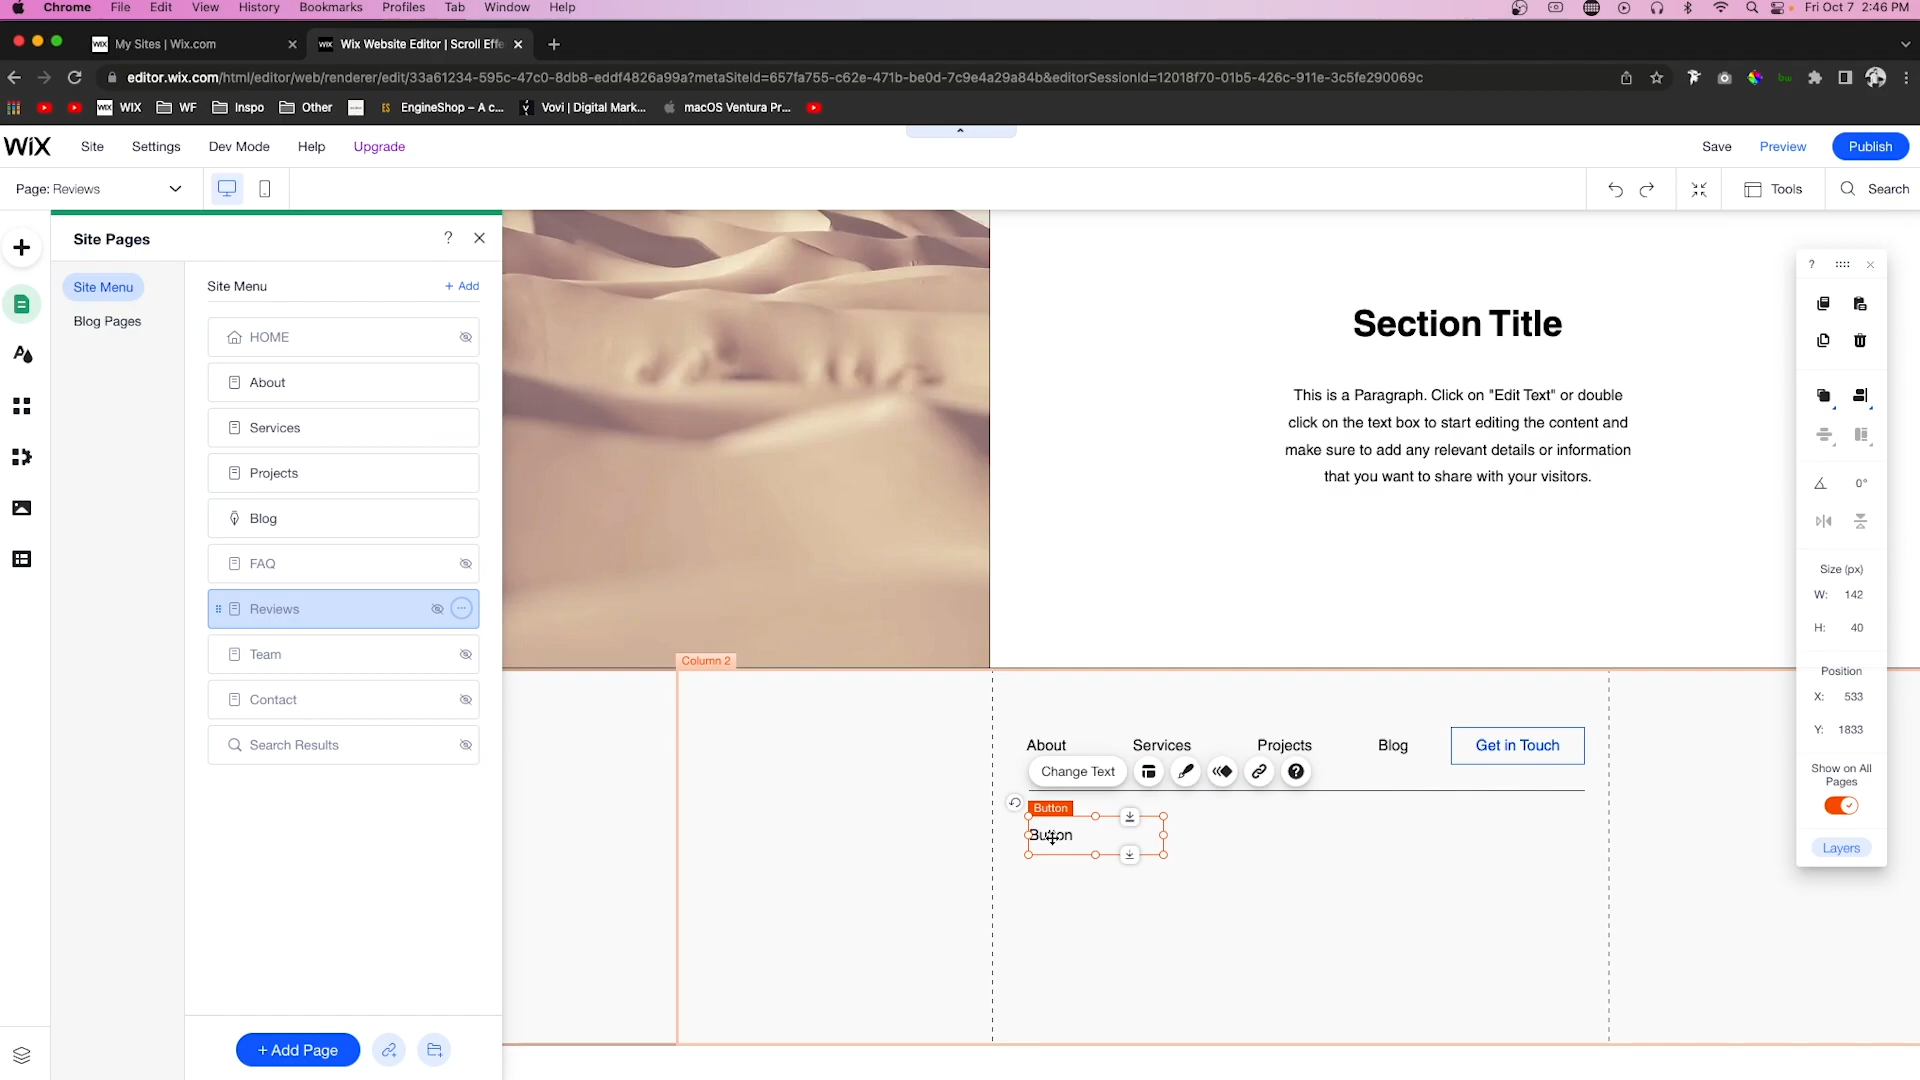 Chrome File Edit View History Bookmarks Profiles Tab Window Help Fri Oct 7 2:46 PM
WIX My Sites | Wix.com WIX Wix Website Editor | Scroll Effe
editor.wix.com/html/editor/web/renderer/edit/33a61234-595c-47c0-8db8-eddf4826a99a?metaSiteId=657fa755-c62e-471b-be0d-7c9e4a29a84b&editorSessionId=12018f70-01b5-426c-911e-3c5fe290069c
WIX WIX WF Inspo Other ES EngineShop – A c... Vovi | Digital Mark... macOS Ventura Pr...
WiX Site Settings Dev Mode Help Upgrade Save Preview Publish
Page: Reviews Tools Search
Site Pages ?
Site Menu
Blog Pages
Site Menu + Add
HOME
About
Services
Projects
Blog
FAQ
Reviews
Team
Contact
Search Results
+ Add Page
Section Title
This is a Paragraph. Click on "Edit Text" or double
click on the text box to start editing the content and
make sure to add any relevant details or information
that you want to share with your visitors.
Column 2
About Services Projects Blog Get in Touch
Change Text ?
Button
Button
?
0°
Size (px)
W: 142
H: 40
Position
X: 533
Y: 1833
Show on All
Pages
Layers